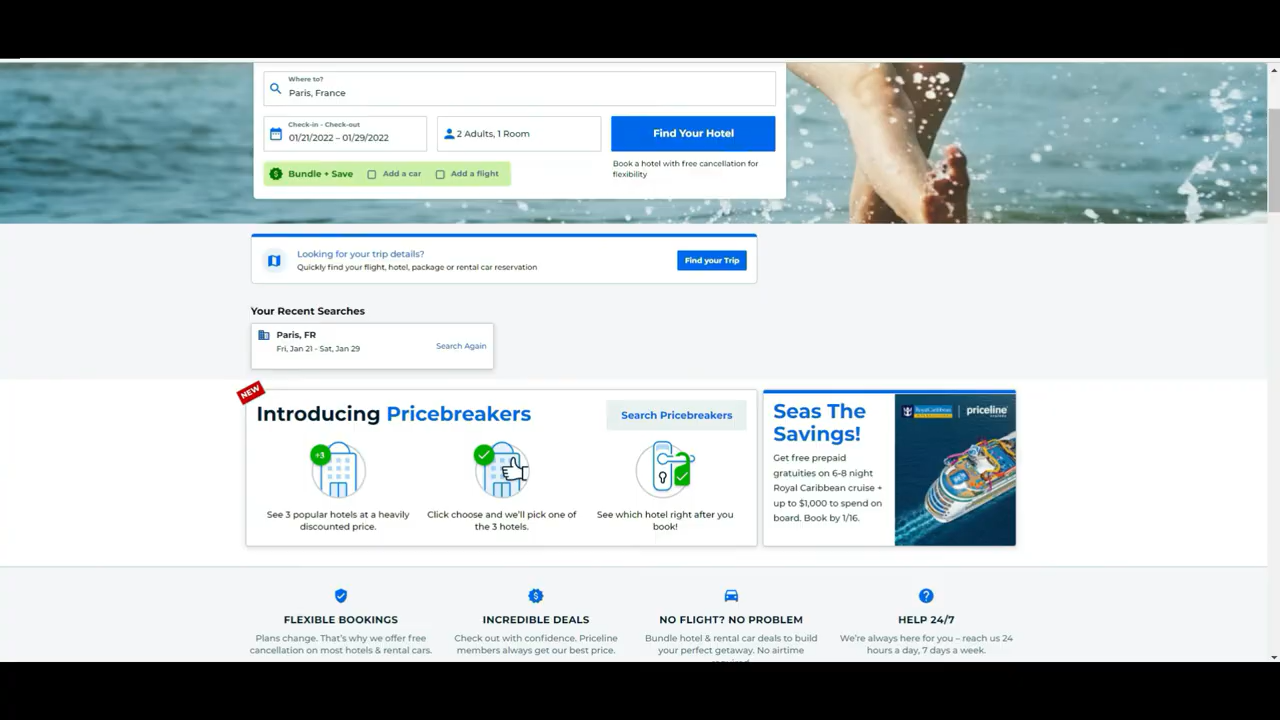 Where to?
Paris, France
Check-in - Check-out
01/21/2022 – 01/29/2022
2 Adults, 1 Room
Find Your Hotel
Bundle + Save
Add a car
Add a flight
Book a hotel with free cancellation for
flexibility
Looking for your trip details?
Quickly find your flight, hotel, package or rental car reservation
Find your Trip
Your Recent Searches
Paris, FR
Fri, Jan 21 - Sat, Jan 29
Search Again
NEW
Introducing Pricebreakers
Search Pricebreakers
+3
See 3 popular hotels at a heavily
discounted price.
Click choose and we'll pick one of
the 3 hotels.
See which hotel right after you
book!
Seas The
Savings!
Get free prepaid
gratuities on 6-8 night
Royal Caribbean cruise +
up to $1,000 to spend on
board. Book by 1/16.
RoyalCaribbean
priceline
FLEXIBLE BOOKINGS
Plans change. That's why we offer free
cancellation on most hotels & rental cars.
INCREDIBLE DEALS
Check out with confidence. Priceline
members always get our best price.
NO FLIGHT? NO PROBLEM
Bundle hotel & rental car deals to build
your perfect getaway. No airtime
required.
HELP 24/7
We're always here for you – reach us 24
hours a day, 7 days a week.